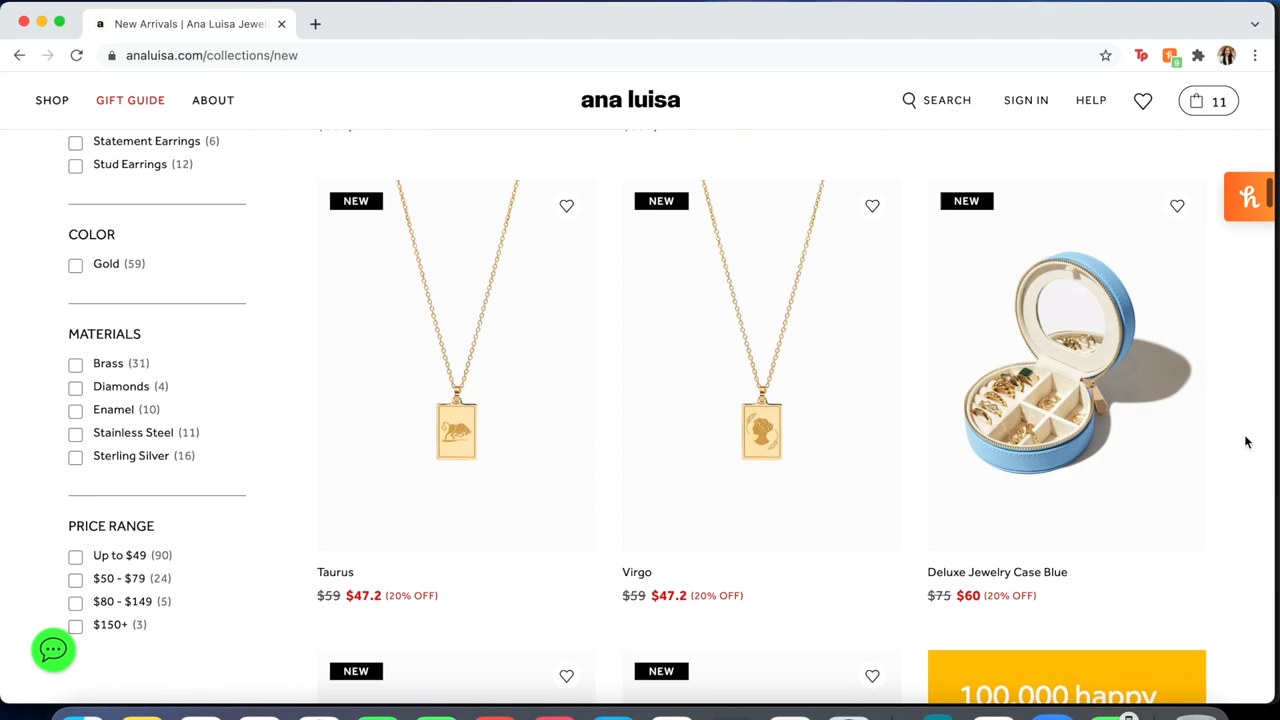 New Arrivals | Ana Luisa Jewel
analuisa.com/collections/new
Tp
9
SHOP
GIFT GUIDE
ABOUT
ana luisa
SEARCH
SIGN IN
HELP
11
Statement Earrings (6)
Stud Earrings (12)
COLOR
Gold (59)
MATERIALS
Brass (31)
Diamonds (4)
Enamel (10)
Stainless Steel (11)
Sterling Silver (16)
PRICE RANGE
Up to $49 (90)
$50 - $79 (24)
$80 - $149 (5)
$150+ (3)
NEW
NEW
NEW
h
Taurus
$59 $47.2 (20% OFF)
Virgo
$59 $47.2 (20% OFF)
Deluxe Jewelry Case Blue
$75 $60 (20% OFF)
NEW
NEW
100,000 happy